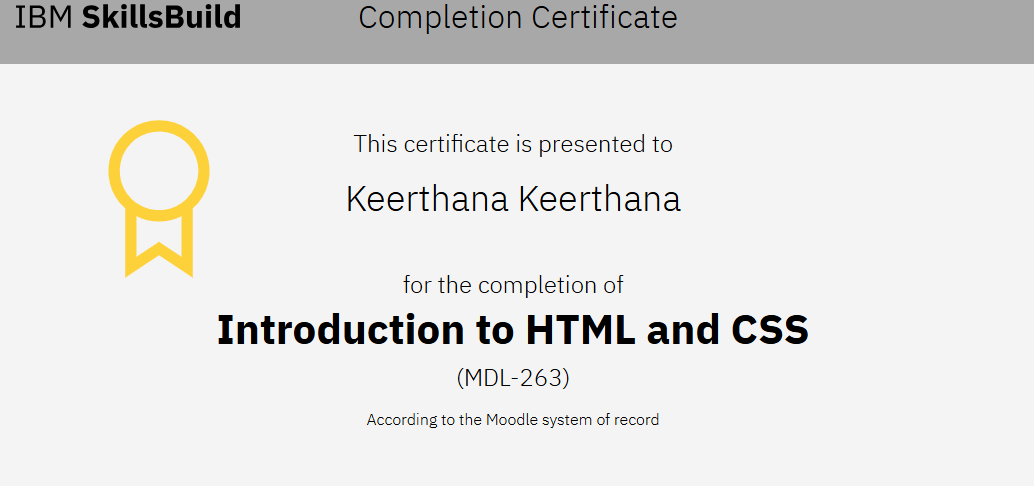 IBM SkillsBuild Completion Certificate
This certificate is presented to
Keerthana Keerthana
for the completion of
Introduction to HTML and CSS
(MDL-263)
According to the Moodle system of record